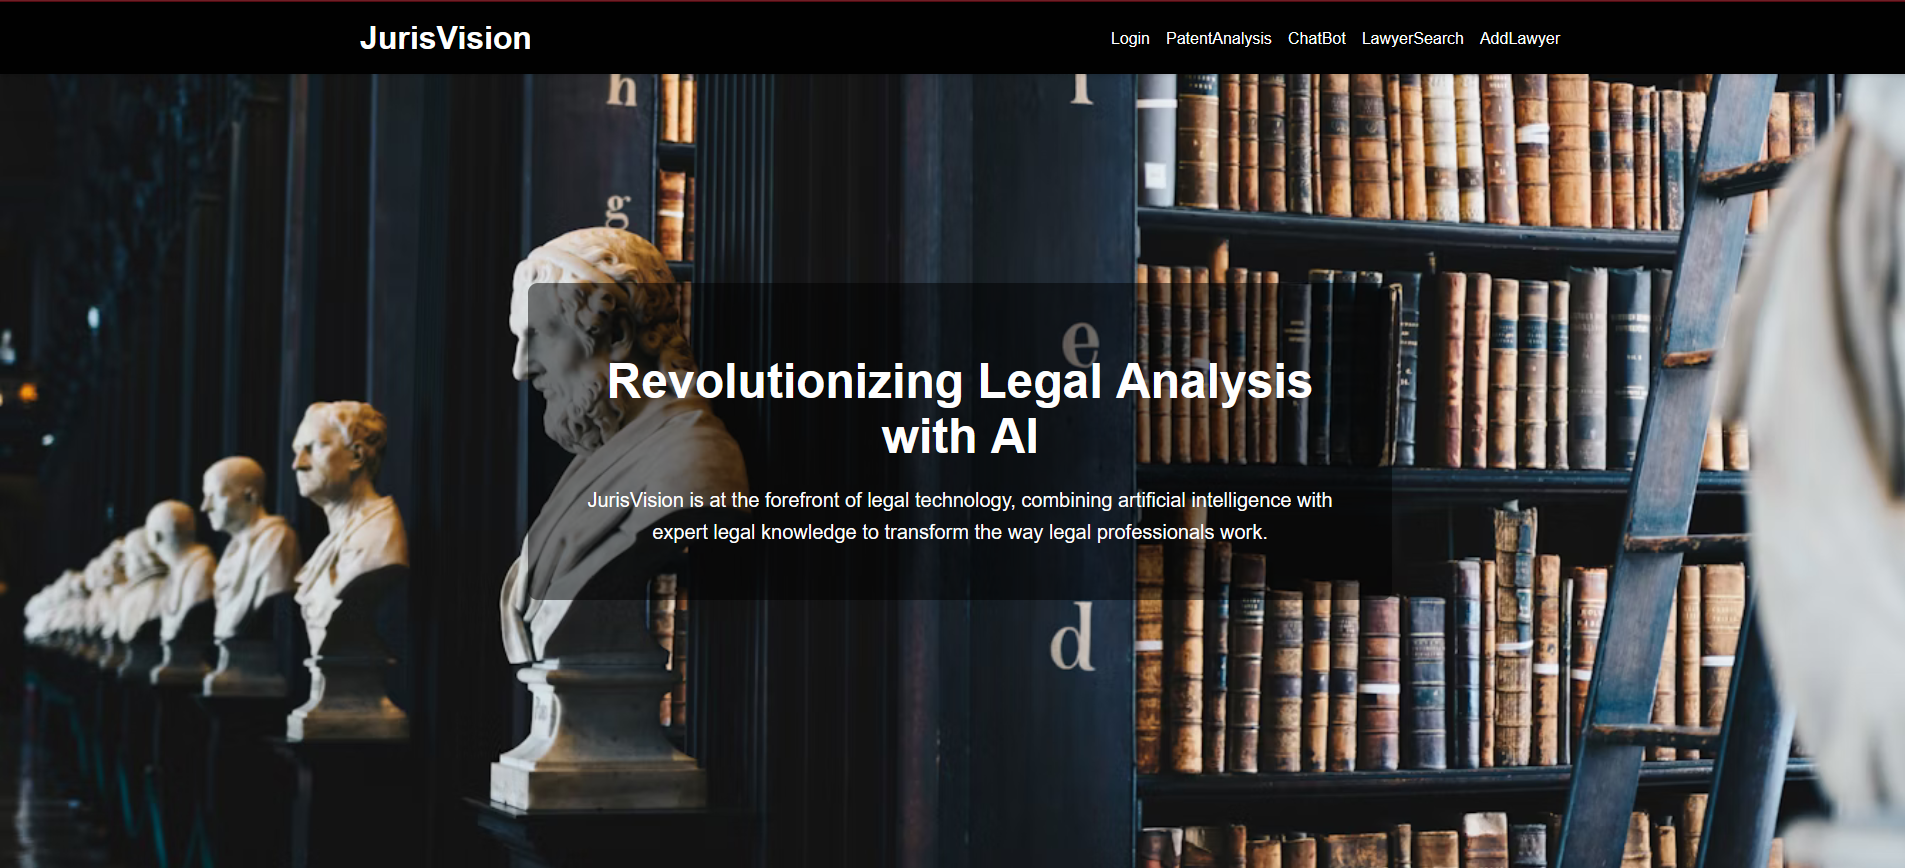 JurisVision
Login PatentAnalysis ChatBot LawyerSearch AddLawyer
h
g
e
d
Revolutionizing Legal Analysis
with AI
JurisVision is at the forefront of legal technology, combining artificial intelligence with
expert legal knowledge to transform the way legal professionals work.